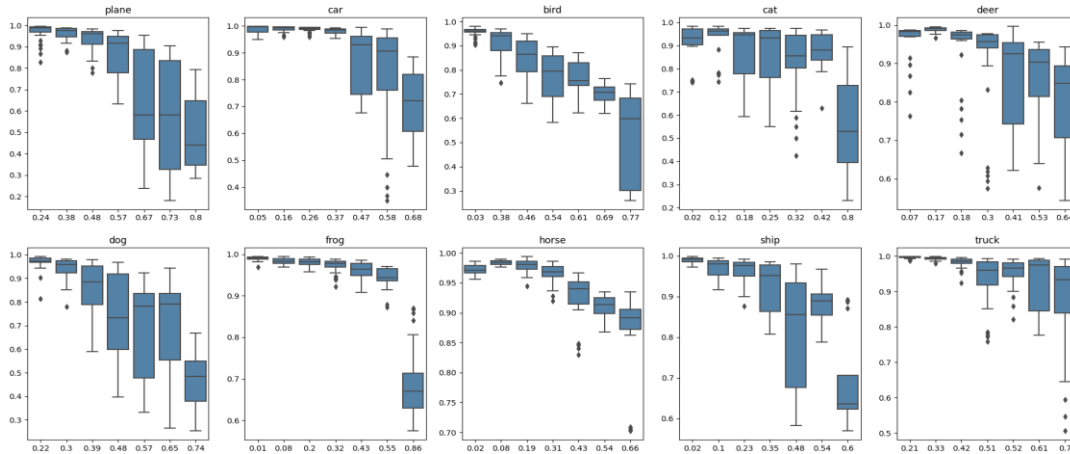 plane car bird cat deer
1.0 0.9 0.8 0.7 0.6 0.5 0.4 0.3 0.2
0.24 0.38 0.48 0.57 0.67 0.73 0.8
1.0 0.9 0.8 0.7 0.6 0.5 0.4
0.05 0.16 0.26 0.37 0.47 0.58 0.68
1.0 0.9 0.8 0.7 0.6 0.5 0.4 0.3
0.03 0.38 0.46 0.54 0.61 0.69 0.77
1.0 0.9 0.8 0.7 0.6 0.5 0.4 0.3
0.02 0.12 0.18 0.25 0.32 0.42 0.8
1.0 0.9 0.8 0.7 0.6
0.07 0.17 0.18 0.3 0.41 0.53 0.64
dog frog horse ship truck
1.0 0.9 0.8 0.7 0.6 0.5 0.4 0.3
0.22 0.3 0.39 0.48 0.57 0.65 0.74
1.0 0.9 0.8 0.7 0.6
0.01 0.08 0.2 0.26 0.43 0.55 0.86
1.00 0.95 0.90 0.85 0.80 0.75 0.70
0.02 0.08 0.19 0.31 0.43 0.54 0.66
1.0 0.9 0.8 0.7 0.6
0.02 0.1 0.23 0.35 0.48 0.54 0.6
1.0 0.9 0.8 0.7 0.6 0.5
0.21 0.33 0.42 0.51 0.52 0.61 0.7